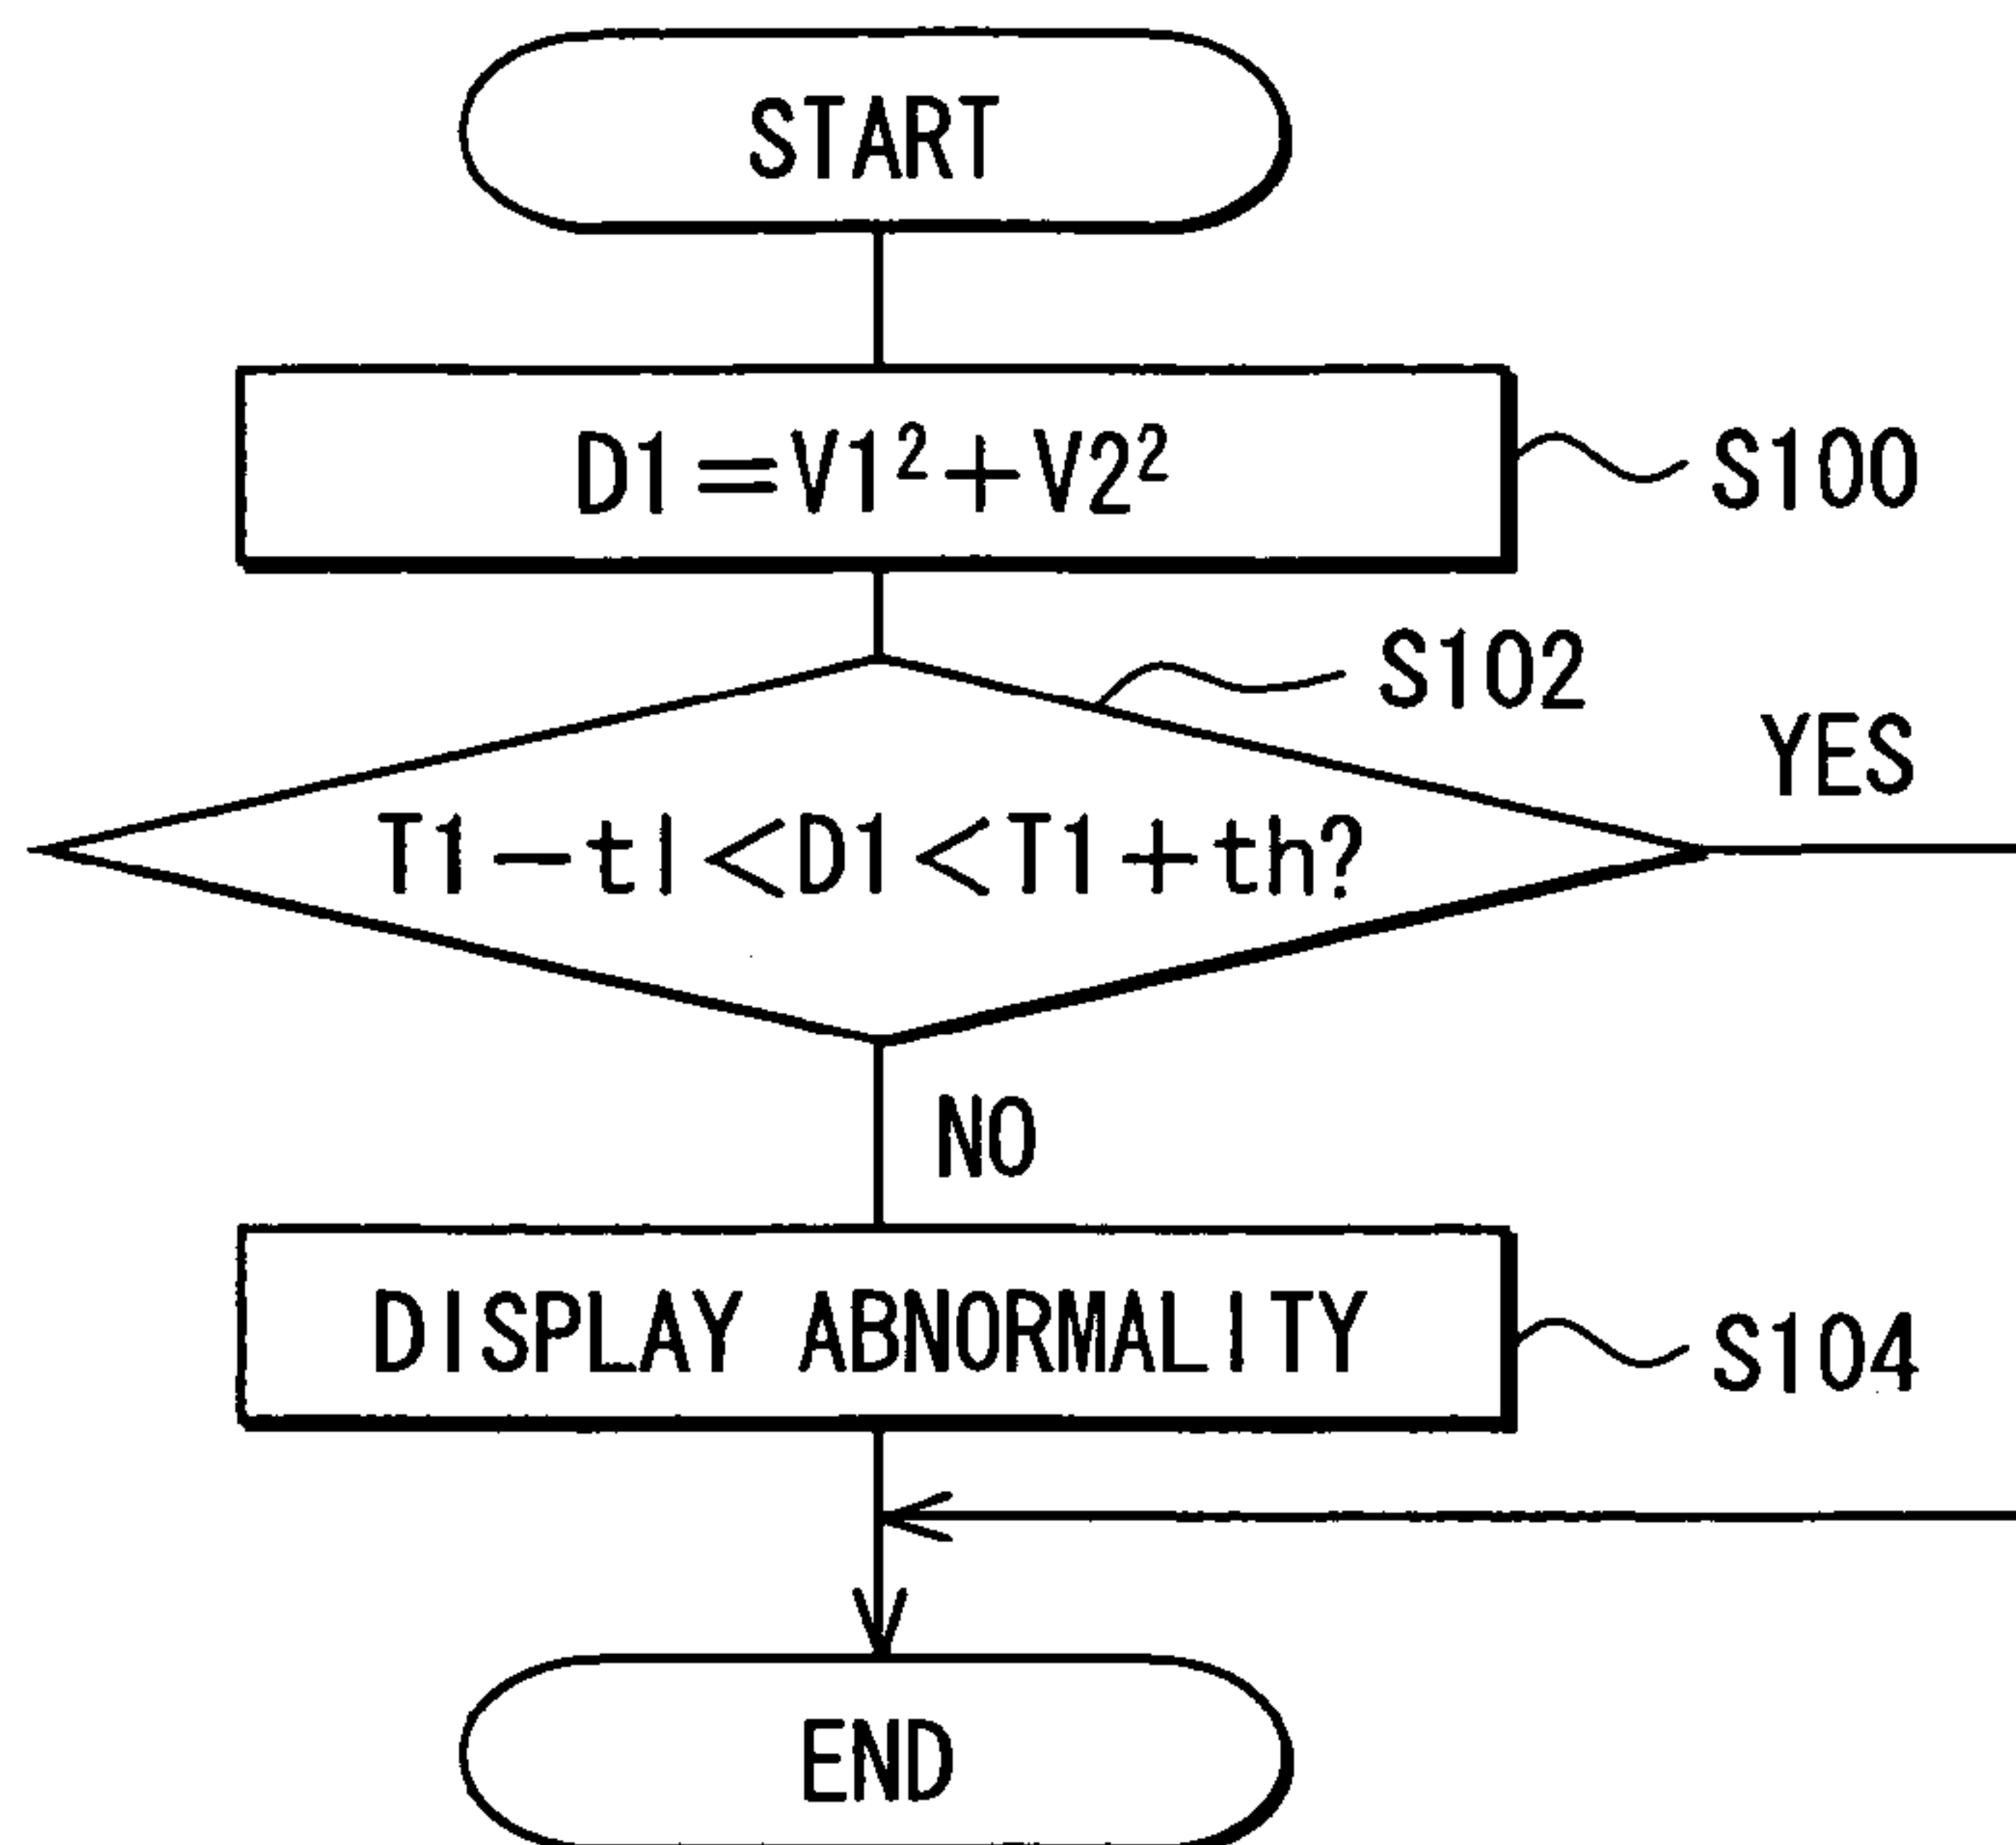 START
D1=V1²+V2² S100
S102
YES
T1-tl<D1<T1+th?
NO
DISPLAY ABNORMALITY S104
END